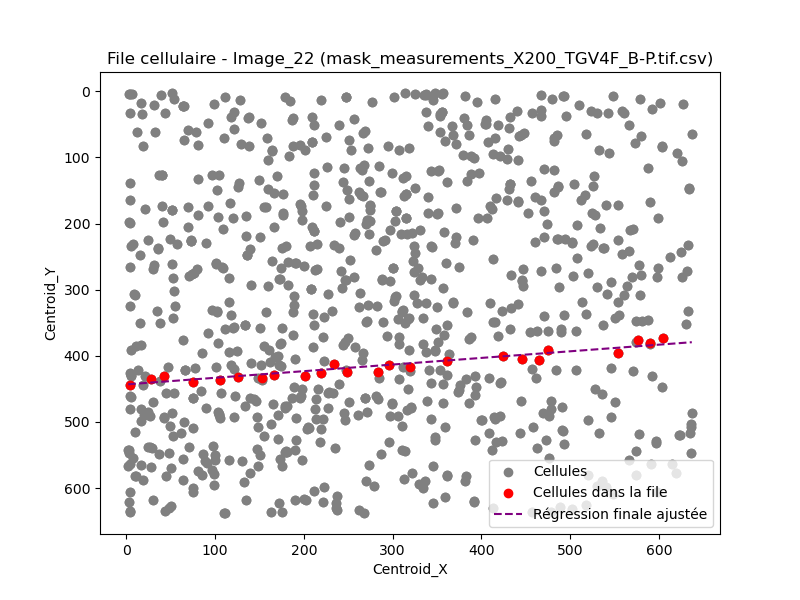 File cellulaire - Image_22 (mask_measurements_X200_TGV4F_B-P.tif.csv)
0
100
200
300
400
500
600
Centroid_Y
Cellules
Cellules dans la file
Régression finale ajustée
0 100 200 300 400 500 600
Centroid_X